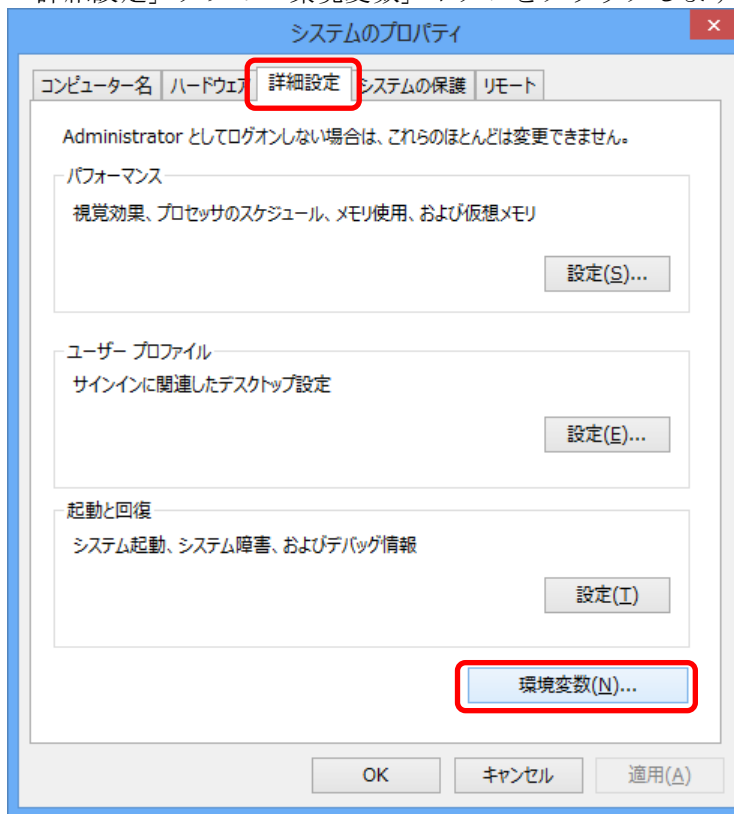 システムのプロパティ
コンピューター名 ハードウェア 詳細設定 システムの保護 リモート
Administrator としてログオンしない場合は、これらのほとんどは変更できません。
パフォーマンス
視覚効果、プロセッサのスケジュール、メモリ使用、および仮想メモリ
設定(S)...
ユーザー プロファイル
サインインに関連したデスクトップ設定
設定(E)...
起動と回復
システム起動、システム障害、およびデバッグ情報
設定(T)
環境変数(N)...
OK キャンセル 適用(A)